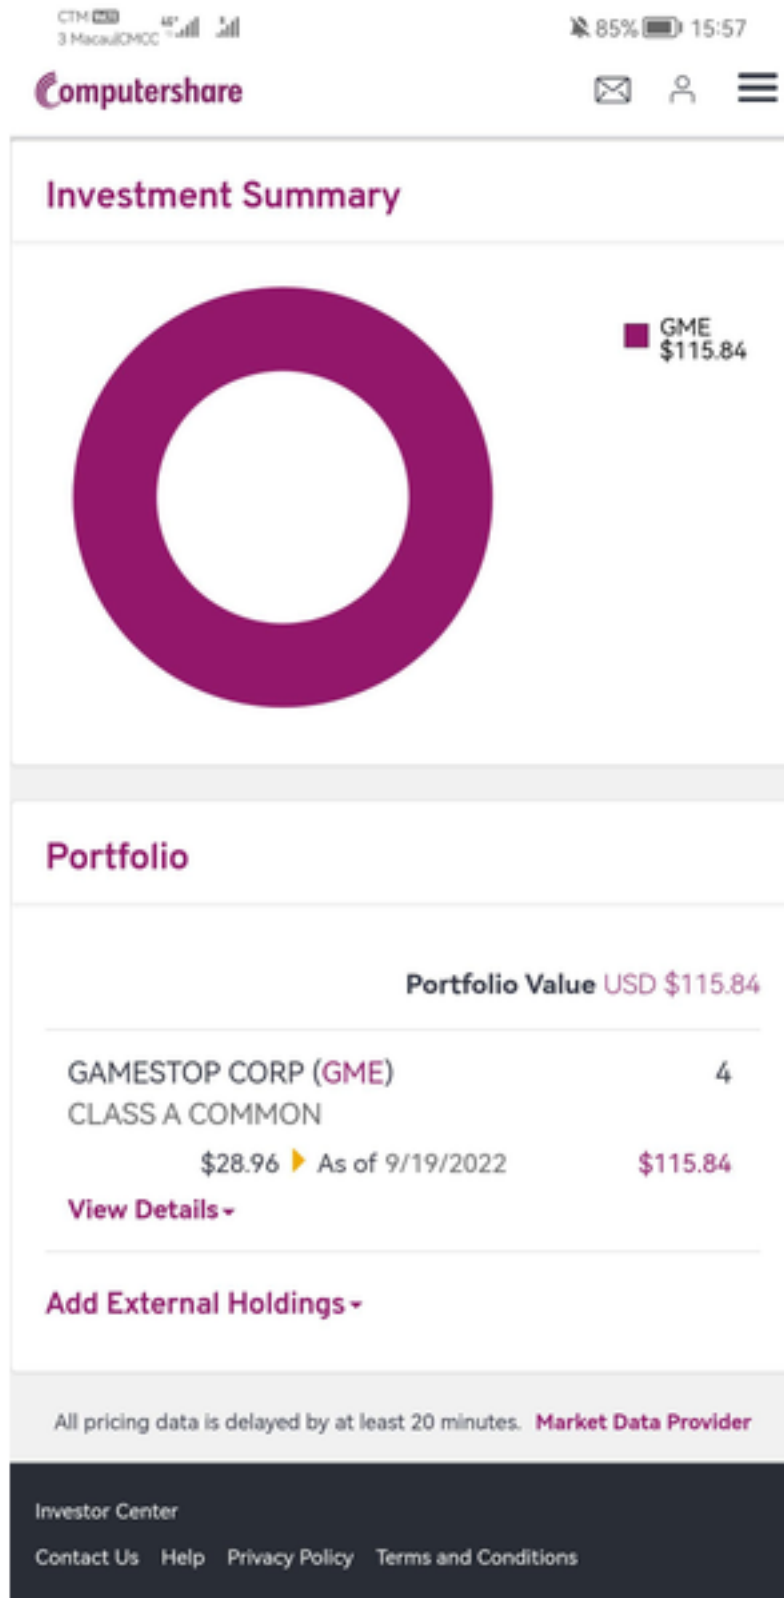 CTM
3 Macau|CMCC 85% 15:57
Computershare
Investment Summary
GME
$115.84
Portfolio
Portfolio Value USD $115.84
GAMESTOP CORP (GME) 4
CLASS A COMMON
$28.96 As of 9/19/2022 $115.84
View Details
Add External Holdings
All pricing data is delayed by at least 20 minutes. Market Data Provider
Investor Center
Contact Us Help Privacy Policy Terms and Conditions